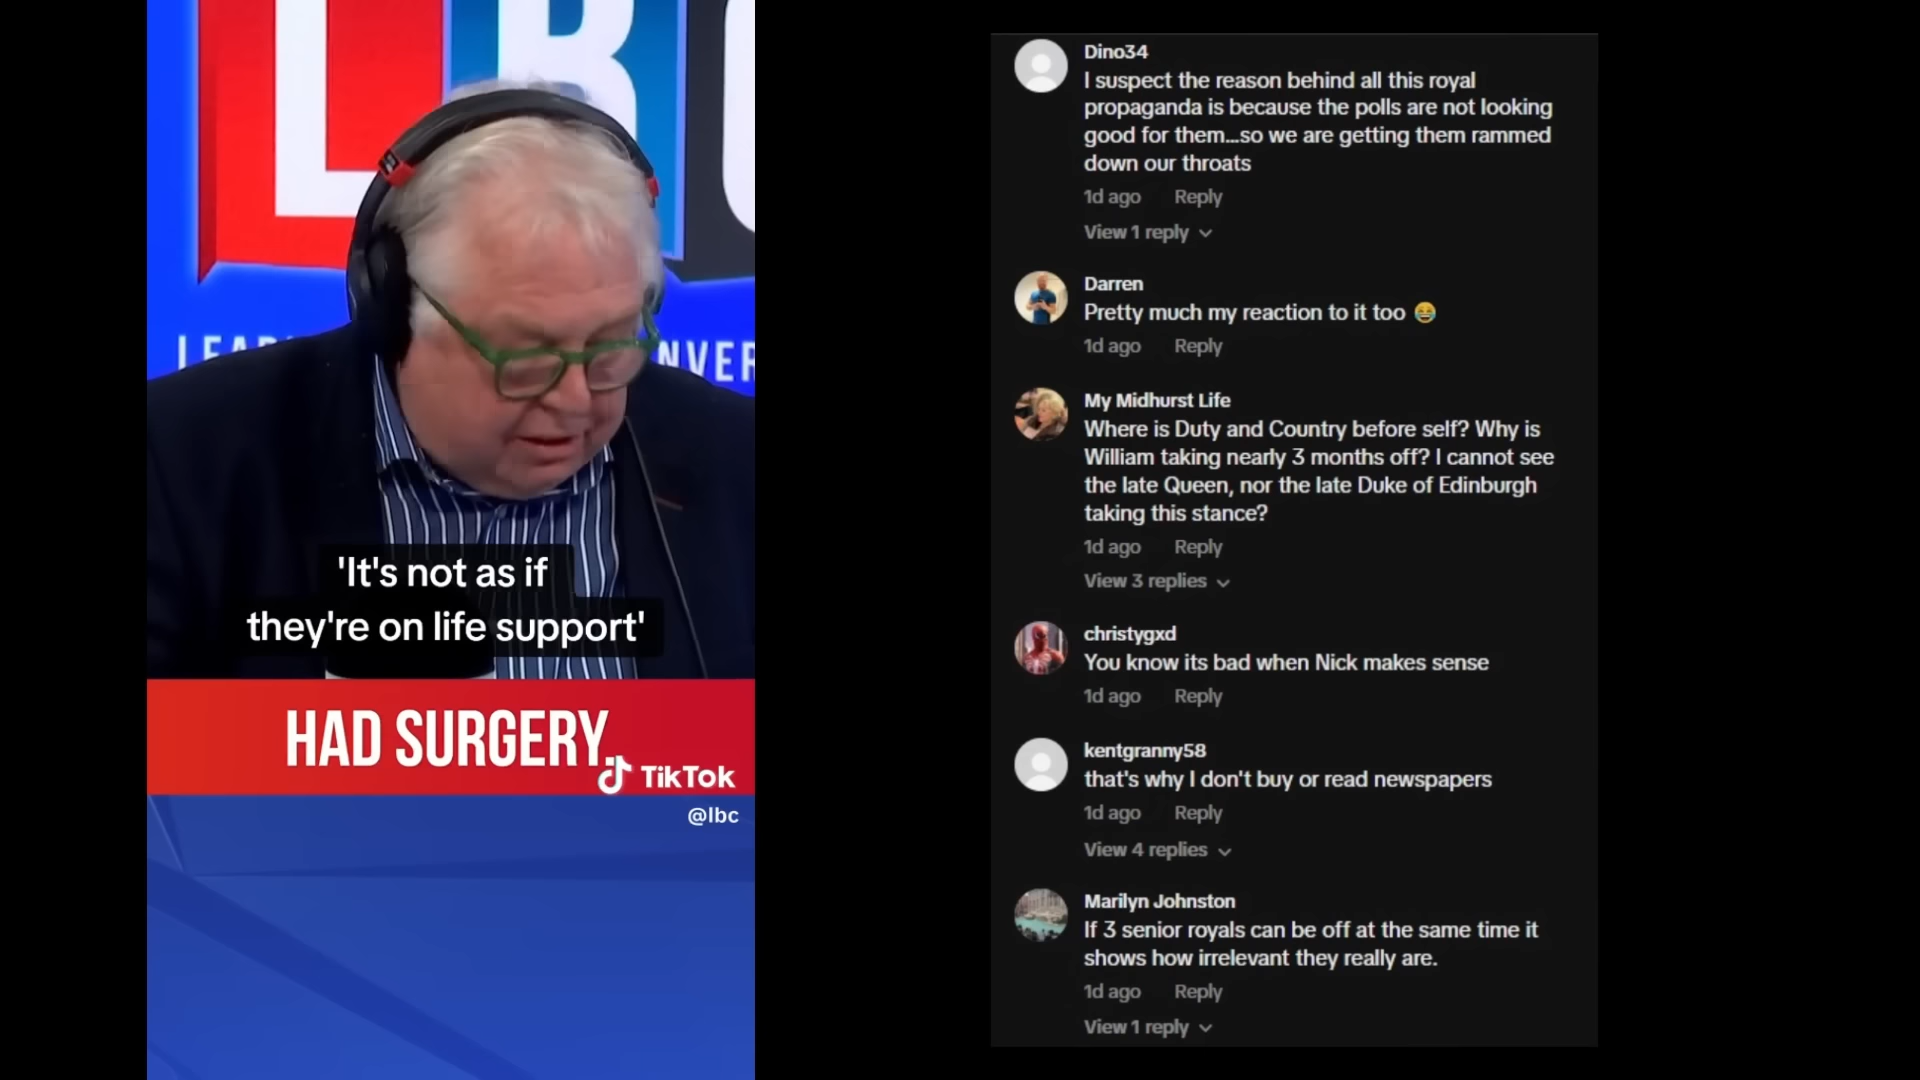 LBC
'It's not as if
they're on life support'
HAD SURGERY.
TikTok
@lbc
Dino34
I suspect the reason behind all this royal
propaganda is because the polls are not looking
good for them...so we are getting them rammed
down our throats
1d ago Reply
View 1 reply
Darren
Pretty much my reaction to it too 😂
1d ago Reply
My Midhurst Life
Where is Duty and Country before self? Why is
William taking nearly 3 months off? I cannot see
the late Queen, nor the late Duke of Edinburgh
taking this stance?
1d ago Reply
View 3 replies
christygxd
You know its bad when Nick makes sense
1d ago Reply
kentgranny58
that's why I don't buy or read newspapers
1d ago Reply
View 4 replies
Marilyn Johnston
If 3 senior royals can be off at the same time it
shows how irrelevant they really are.
1d ago Reply
View 1 reply